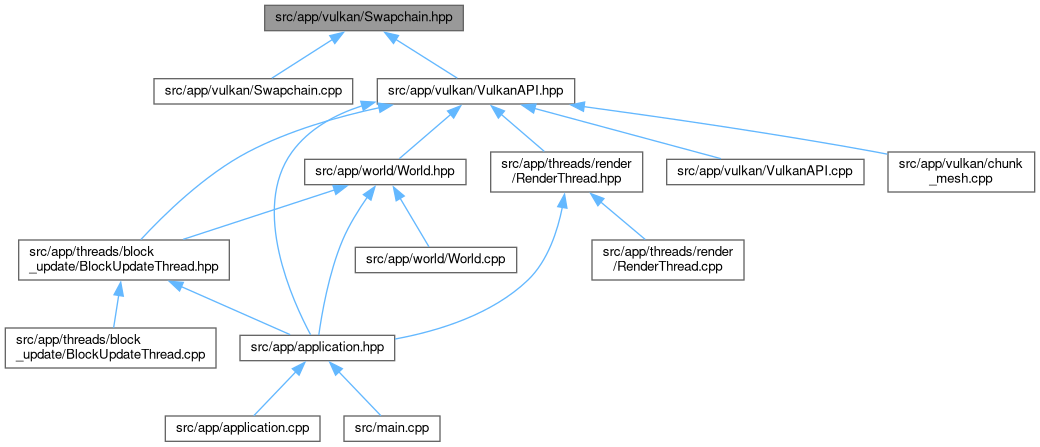 src/app/vulkan/Swapchain.hpp
src/app/vulkan/Swapchain.cpp
src/app/vulkan/VulkanAPI.hpp
src/app/world/World.hpp
src/app/threads/render
/RenderThread.hpp
src/app/vulkan/VulkanAPI.cpp
src/app/vulkan/chunk
_mesh.cpp
src/app/threads/block
_update/BlockUpdateThread.hpp
src/app/world/World.cpp
src/app/threads/render
/RenderThread.cpp
src/app/threads/block
_update/BlockUpdateThread.cpp
src/app/application.hpp
src/app/application.cpp
src/main.cpp